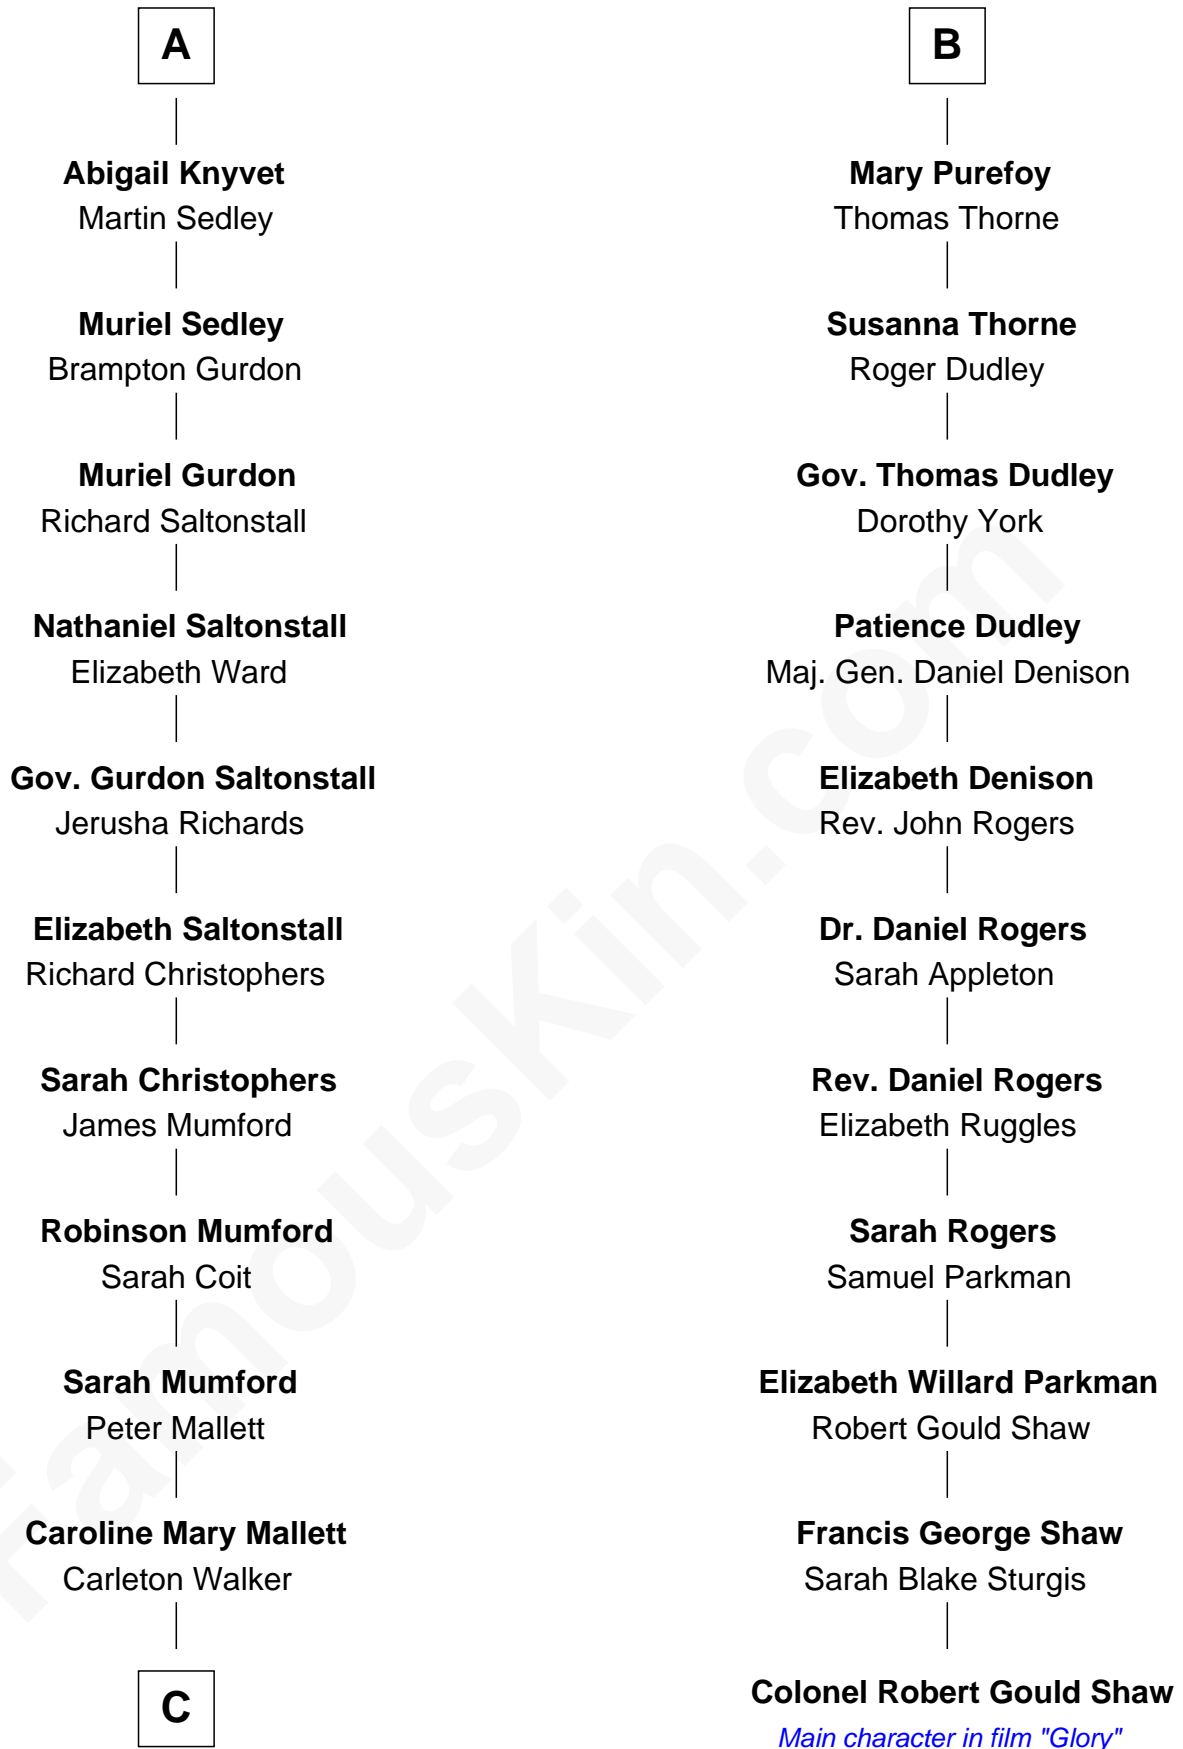 A
Abigail Knyvet
Martin Sedley
Muriel Sedley
Brampton Gurdon
Muriel Gurdon
Richard Saltonstall
Nathaniel Saltonstall
Elizabeth Ward
Gov. Gurdon Saltonstall
Jerusha Richards
Elizabeth Saltonstall
Richard Christophers
Sarah Christophers
James Mumford
Robinson Mumford
Sarah Coit
Sarah Mumford
Peter Mallett
Caroline Mary Mallett
Carleton Walker
C
B
Mary Purefoy
Thomas Thorne
Susanna Thorne
Roger Dudley
Gov. Thomas Dudley
Dorothy York
Patience Dudley
Maj. Gen. Daniel Denison
Elizabeth Denison
Rev. John Rogers
Dr. Daniel Rogers
Sarah Appleton
Rev. Daniel Rogers
Elizabeth Ruggles
Sarah Rogers
Samuel Parkman
Elizabeth Willard Parkman
Robert Gould Shaw
Francis George Shaw
Sarah Blake Sturgis
Colonel Robert Gould Shaw
Main character in film "Glory"
FamousKin.com